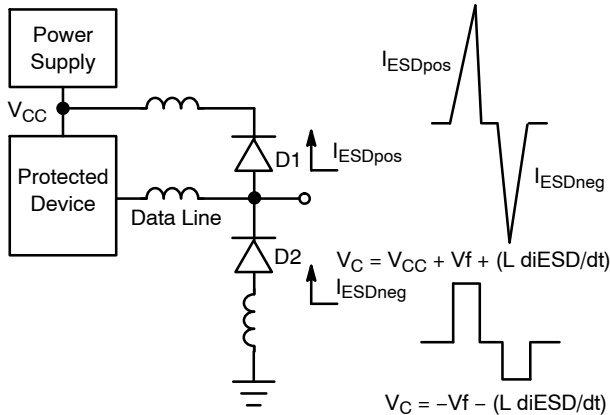 Power
Supply
V_CC
Protected
Device
Data Line
D1
I_ESDpos
D2
I_ESDneg
I_ESDpos
I_ESDneg
V_C = V_CC + Vf + (L diESD/dt)
V_C = −Vf − (L diESD/dt)